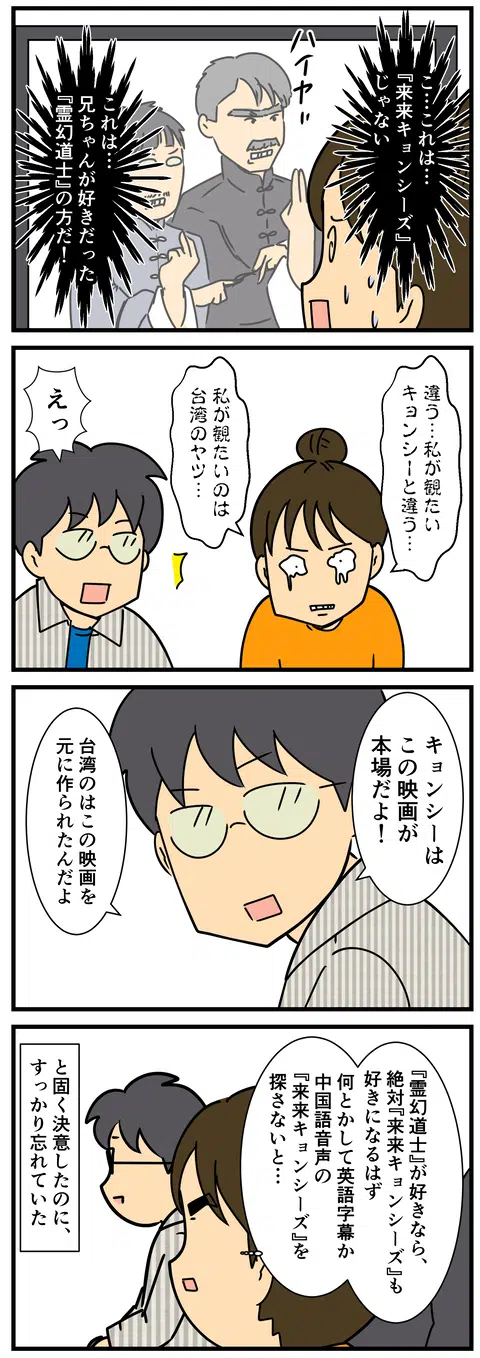 こ…これは…
『来来キョンシーズ』
じゃない
ハイヤー
これは…
兄ちゃんが好きだった
『霊幻道士』の方だ!
違う…私が観たい
キョンシーと違う…
私が観たいのは
台湾のヤツ…
えっ
キョンシーは
この映画が
本場だよ!
台湾のはこの映画を
元に作られたんだよ
『霊幻道士』が好きなら、
絶対『来来キョンシーズ』も
好きになるはず
何とかして英語字幕か
中国語音声の
『来来キョンシーズ』を
探さないと…
と固く決意したのに、
すっかり忘れていた